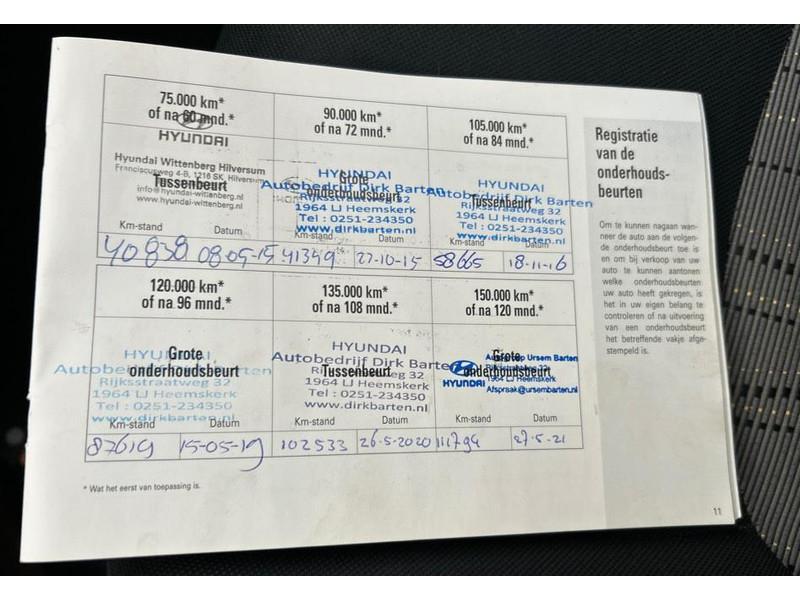 75.000 km*
of na 60 mnd.*
HYUNDAI
Hyundai Wittenberg Hilversum
Franciscusweg 4-B, 1216 SK, Hilversum
Tussenbeurt
info@hyundai-wittenberg.nl
www.hyundai-wittenberg.nl
Km-stand Datum
40838 08-05-15
90.000 km*
of na 72 mnd.*
HYUNDAI
Grote
Autobedrijf Dirk Barten
onderhoudsbeurt
Rijksstraatweg 32
1964 LJ Heemskerk
Tel : 0251-234350
www.dirkbarten.nl
Km-stand Datum
41349 27-10-15
105.000 km*
of na 84 mnd.*
HYUNDAI
Autobedrijf Dirk Barten
Tussenbeurt
Rijksstraatweg 32
1964 LJ Heemskerk
Tel : 0251-234350
www.dirkbarten.nl
Km-stand Datum
58665 18-11-16
120.000 km*
of na 96 mnd.*
HYUNDAI
Grote
Autobedrijf Dirk Barten
onderhoudsbeurt
Rijksstraatweg 32
1964 LJ Heemskerk
Tel : 0251-234350
www.dirkbarten.nl
Km-stand Datum
87619 15-05-19
135.000 km*
of na 108 mnd.*
HYUNDAI
Autobedrijf Dirk Barten
Tussenbeurt
Rijksstraatweg 32
1964 LJ Heemskerk
Tel : 0251-234350
www.dirkbarten.nl
Km-stand Datum
102533 26-5-2020
150.000 km*
of na 120 mnd.*
Grote
Ursem Barten
onderhoudsbeurt
HYUNDAI
1964 LJ Heemskerk
Afspraak@ursembarten.nl
Km-stand Datum
111794 27-5-21
* Wat het eerst van toepassing is.
Registratie
van de
onderhouds-
beurten
Om te kunnen nagaan wan-
neer de auto aan de volgen-
de onderhoudsbeurt toe is
en om bij verkoop van uw
auto te kunnen aantonen
welke onderhoudsbeurten
uw auto heeft gekregen, is
het in uw eigen belang te
controleren of na uitvoering
van een onderhoudsbeurt
het betreffende vakje afge-
stempeld is.
11